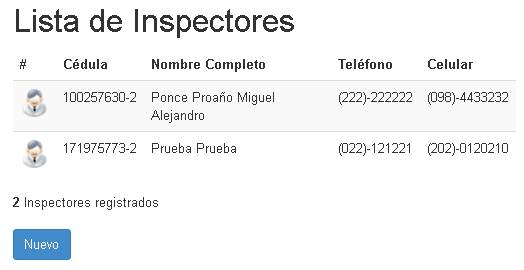 Lista de Inspectores
# Cédula Nombre Completo Teléfono Celular
100257630-2 Ponce Proaño Miguel (222)-222222 (098)-4433232
Alejandro
171975773-2 Prueba Prueba (022)-121221 (202)-0120210
2 Inspectores registrados
Nuevo